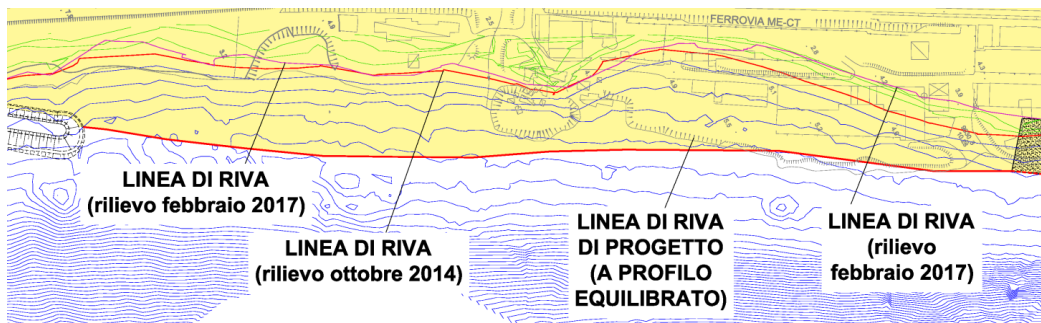 FERROVIA ME-CT
LINEA DI RIVA
(rilievo febbraio 2017)
LINEA DI RIVA
(rilievo ottobre 2014)
LINEA DI RIVA
DI PROGETTO
(A PROFILO
EQUILIBRATO)
LINEA DI RIVA
(rilievo
febbraio 2017)